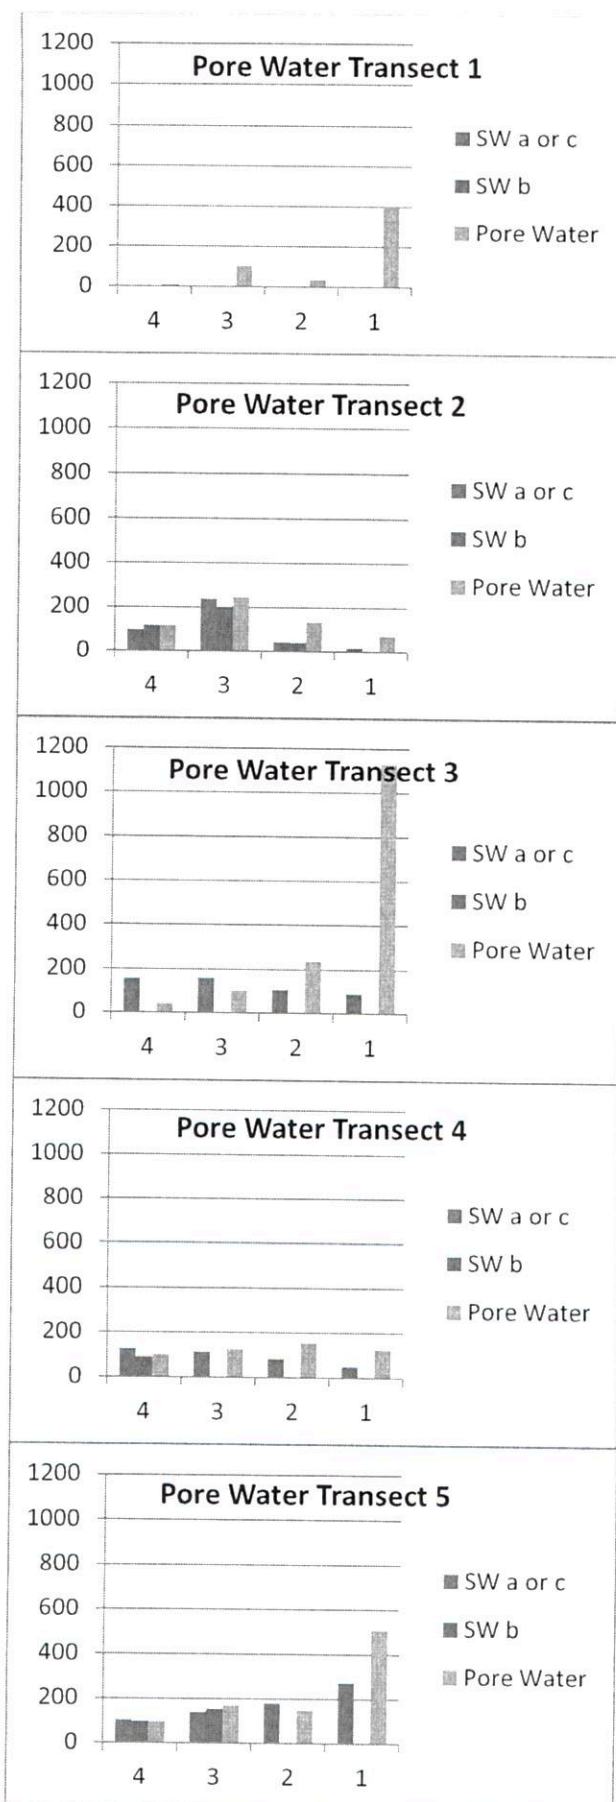 Pore Water Transect 1
1200
1000
800
600
400
200
0
4 3 2 1
SW a or c
SW b
Pore Water
Pore Water Transect 2
1200
1000
800
600
400
200
0
4 3 2 1
SW a or c
SW b
Pore Water
Pore Water Transect 3
1200
1000
800
600
400
200
0
4 3 2 1
SW a or c
SW b
Pore Water
Pore Water Transect 4
1200
1000
800
600
400
200
0
4 3 2 1
SW a or c
SW b
Pore Water
Pore Water Transect 5
1200
1000
800
600
400
200
0
4 3 2 1
SW a or c
SW b
Pore Water